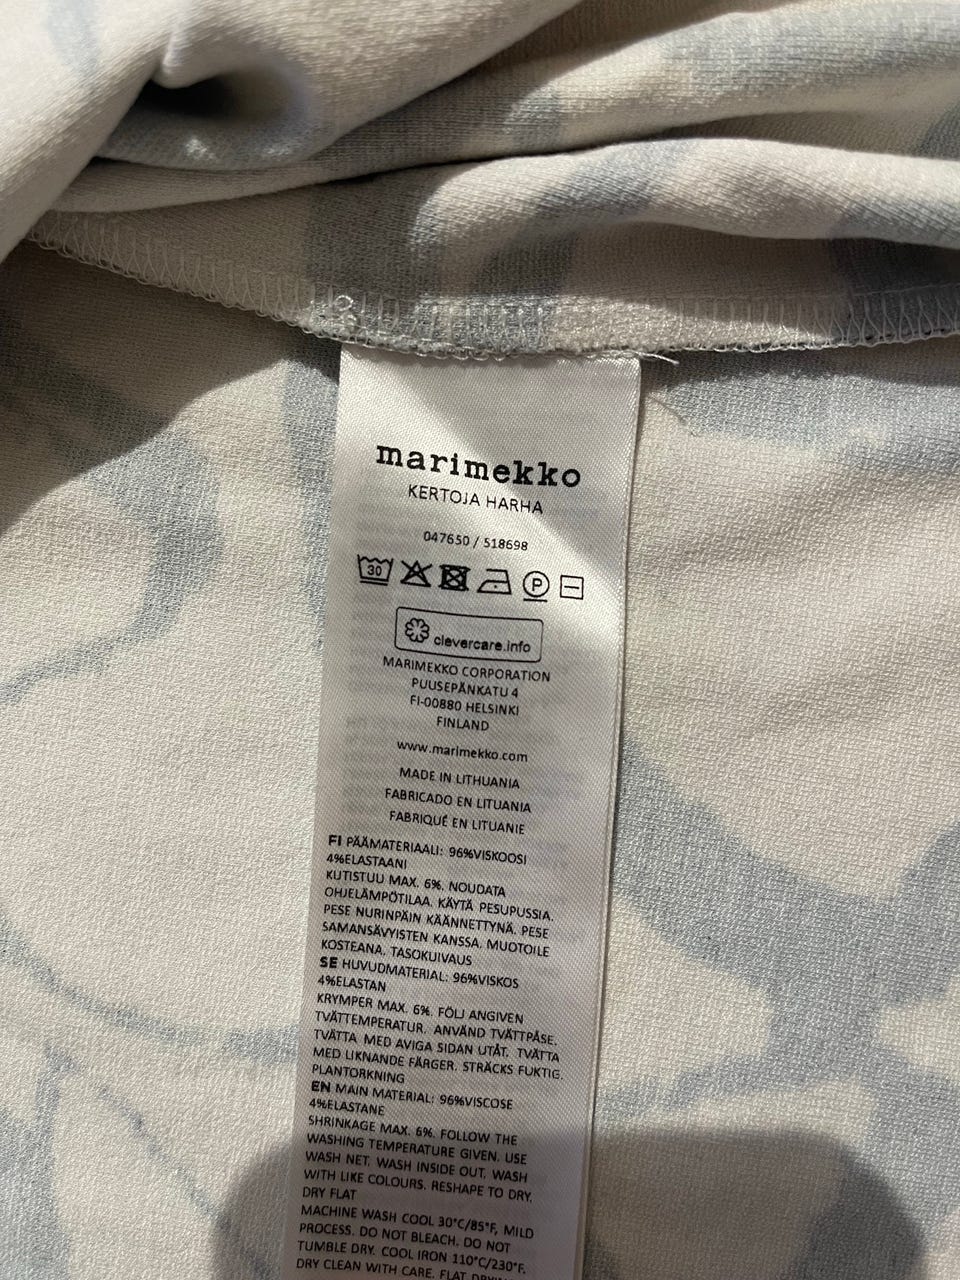 marimekko
KERTOJA HARHA
047650 / 518698
30
P
clevercare.info
MARIMEKKO CORPORATION
PUUSEPÄNKATU 4
FI-00880 HELSINKI
FINLAND
www.marimekko.com
MADE IN LITHUANIA
FABRICADO EN LITUANIA
FABRIQUÉ EN LITUANIE
FI PÄÄMATERIAALI: 96%VISKOOSI
4%ELASTAANI
KUTISTUU MAX. 6%. NOUDATA
OHJELÄMPÖTILAA. KÄYTÄ PESUPUSSIA.
PESE NURINPÄIN KÄÄNNETTYNÄ. PESE
SAMANSÄVYISTEN KANSSA. MUOTOILE
KOSTEANA, TASOKUIVAUS
SE HUVUDMATERIAL: 96%VISKOS
4%ELASTAN
KRYMPER MAX. 6%. FÖLJ ANGIVEN
TVÄTTEMPERATUR. ANVÄND TVÄTTPÅSE.
TVÄTTA MED AVIGA SIDAN UTÅT. TVÄTTA
MED LIKNANDE FÄRGER. STRÄCKS FUKTIG.
PLANTORKNING
EN MAIN MATERIAL: 96%VISCOSE
4%ELASTANE
SHRINKAGE MAX. 6%. FOLLOW THE
WASHING TEMPERATURE GIVEN. USE
WASH NET. WASH INSIDE OUT. WASH
WITH LIKE COLOURS. RESHAPE TO DRY.
DRY FLAT
MACHINE WASH COOL 30°C/85°F, MILD
PROCESS. DO NOT BLEACH. DO NOT
TUMBLE DRY. COOL IRON 110°C/230°F.
DRY CLEAN WITH CARE. FLAT DRYING